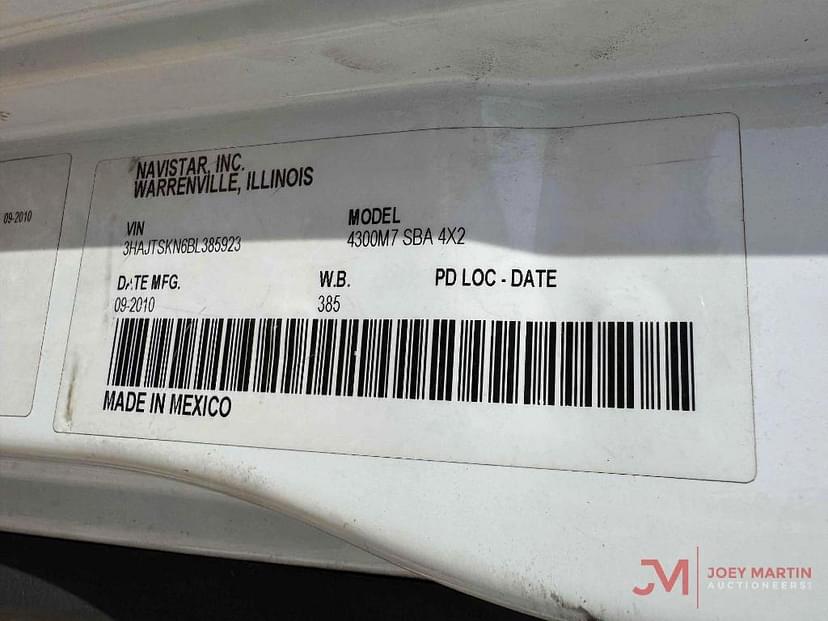 09-2010
NAVISTAR, INC.
WARRENVILLE, ILLINOIS
VIN
3HAJTSKN6BL385923
MODEL
4300M7 SBA 4X2
DATE MFG.
09-2010
W.B.
385
PD LOC - DATE
MADE IN MEXICO
JM
JOEY MARTIN
AUCTIONEERS